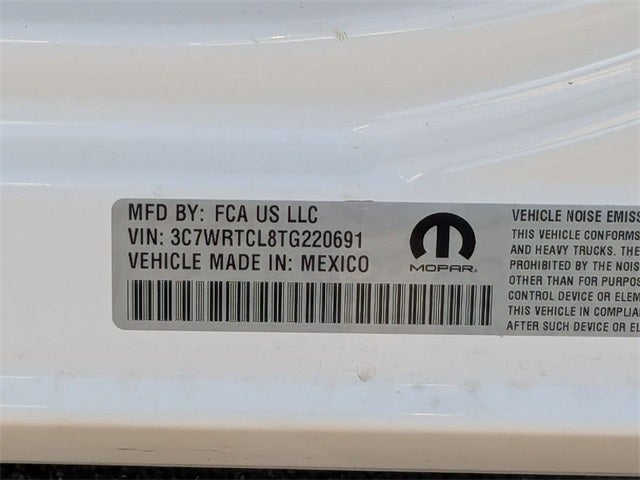 MFD BY: FCA US LLC
VIN: 3C7WRTCL8TG220691
VEHICLE MADE IN: MEXICO
MOPAR
VEHICLE NOISE EMISS
THIS VEHICLE CONFORMS
AND HEAVY TRUCKS. THE
PROHIBITED BY THE NOIS
OTHER THAN FOR PURPOS
CONTROL DEVICE OR ELEM
THIS VEHICLE IN COMPLIA
AFTER SUCH DEVICE OR EL